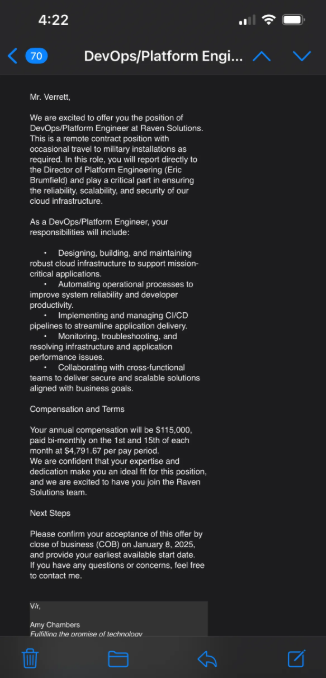 4:22
70
DevOps/Platform Engi...
Mr. Verrett,
We are excited to offer you the position of
DevOps/Platform Engineer at Raven Solutions.
This is a remote contract position with
occasional travel to military installations as
required. In this role, you will report directly to
the Director of Platform Engineering (Eric
Brumfield) and play a critical part in ensuring
the reliability, scalability, and security of our
cloud infrastructure.
As a DevOps/Platform Engineer, your
responsibilities will include:
• Designing, building, and maintaining
robust cloud infrastructure to support mission-
critical applications.
• Automating operational processes to
improve system reliability and developer
productivity.
• Implementing and managing CI/CD
pipelines to streamline application delivery.
• Monitoring, troubleshooting, and
resolving infrastructure and application
performance issues.
• Collaborating with cross-functional
teams to deliver secure and scalable solutions
aligned with business goals.
Compensation and Terms
Your annual compensation will be $115,000,
paid bi-monthly on the 1st and 15th of each
month at $4,791.67 per pay period.
We are confident that your expertise and
dedication make you an ideal fit for this position,
and we are excited to have you join the Raven
Solutions team.
Next Steps
Please confirm your acceptance of this offer by
close of business (COB) on January 8, 2025,
and provide your earliest available start date.
If you have any questions or concerns, feel free
to contact me.
V/r,
Amy Chambers
Fulfilling the promise of technology